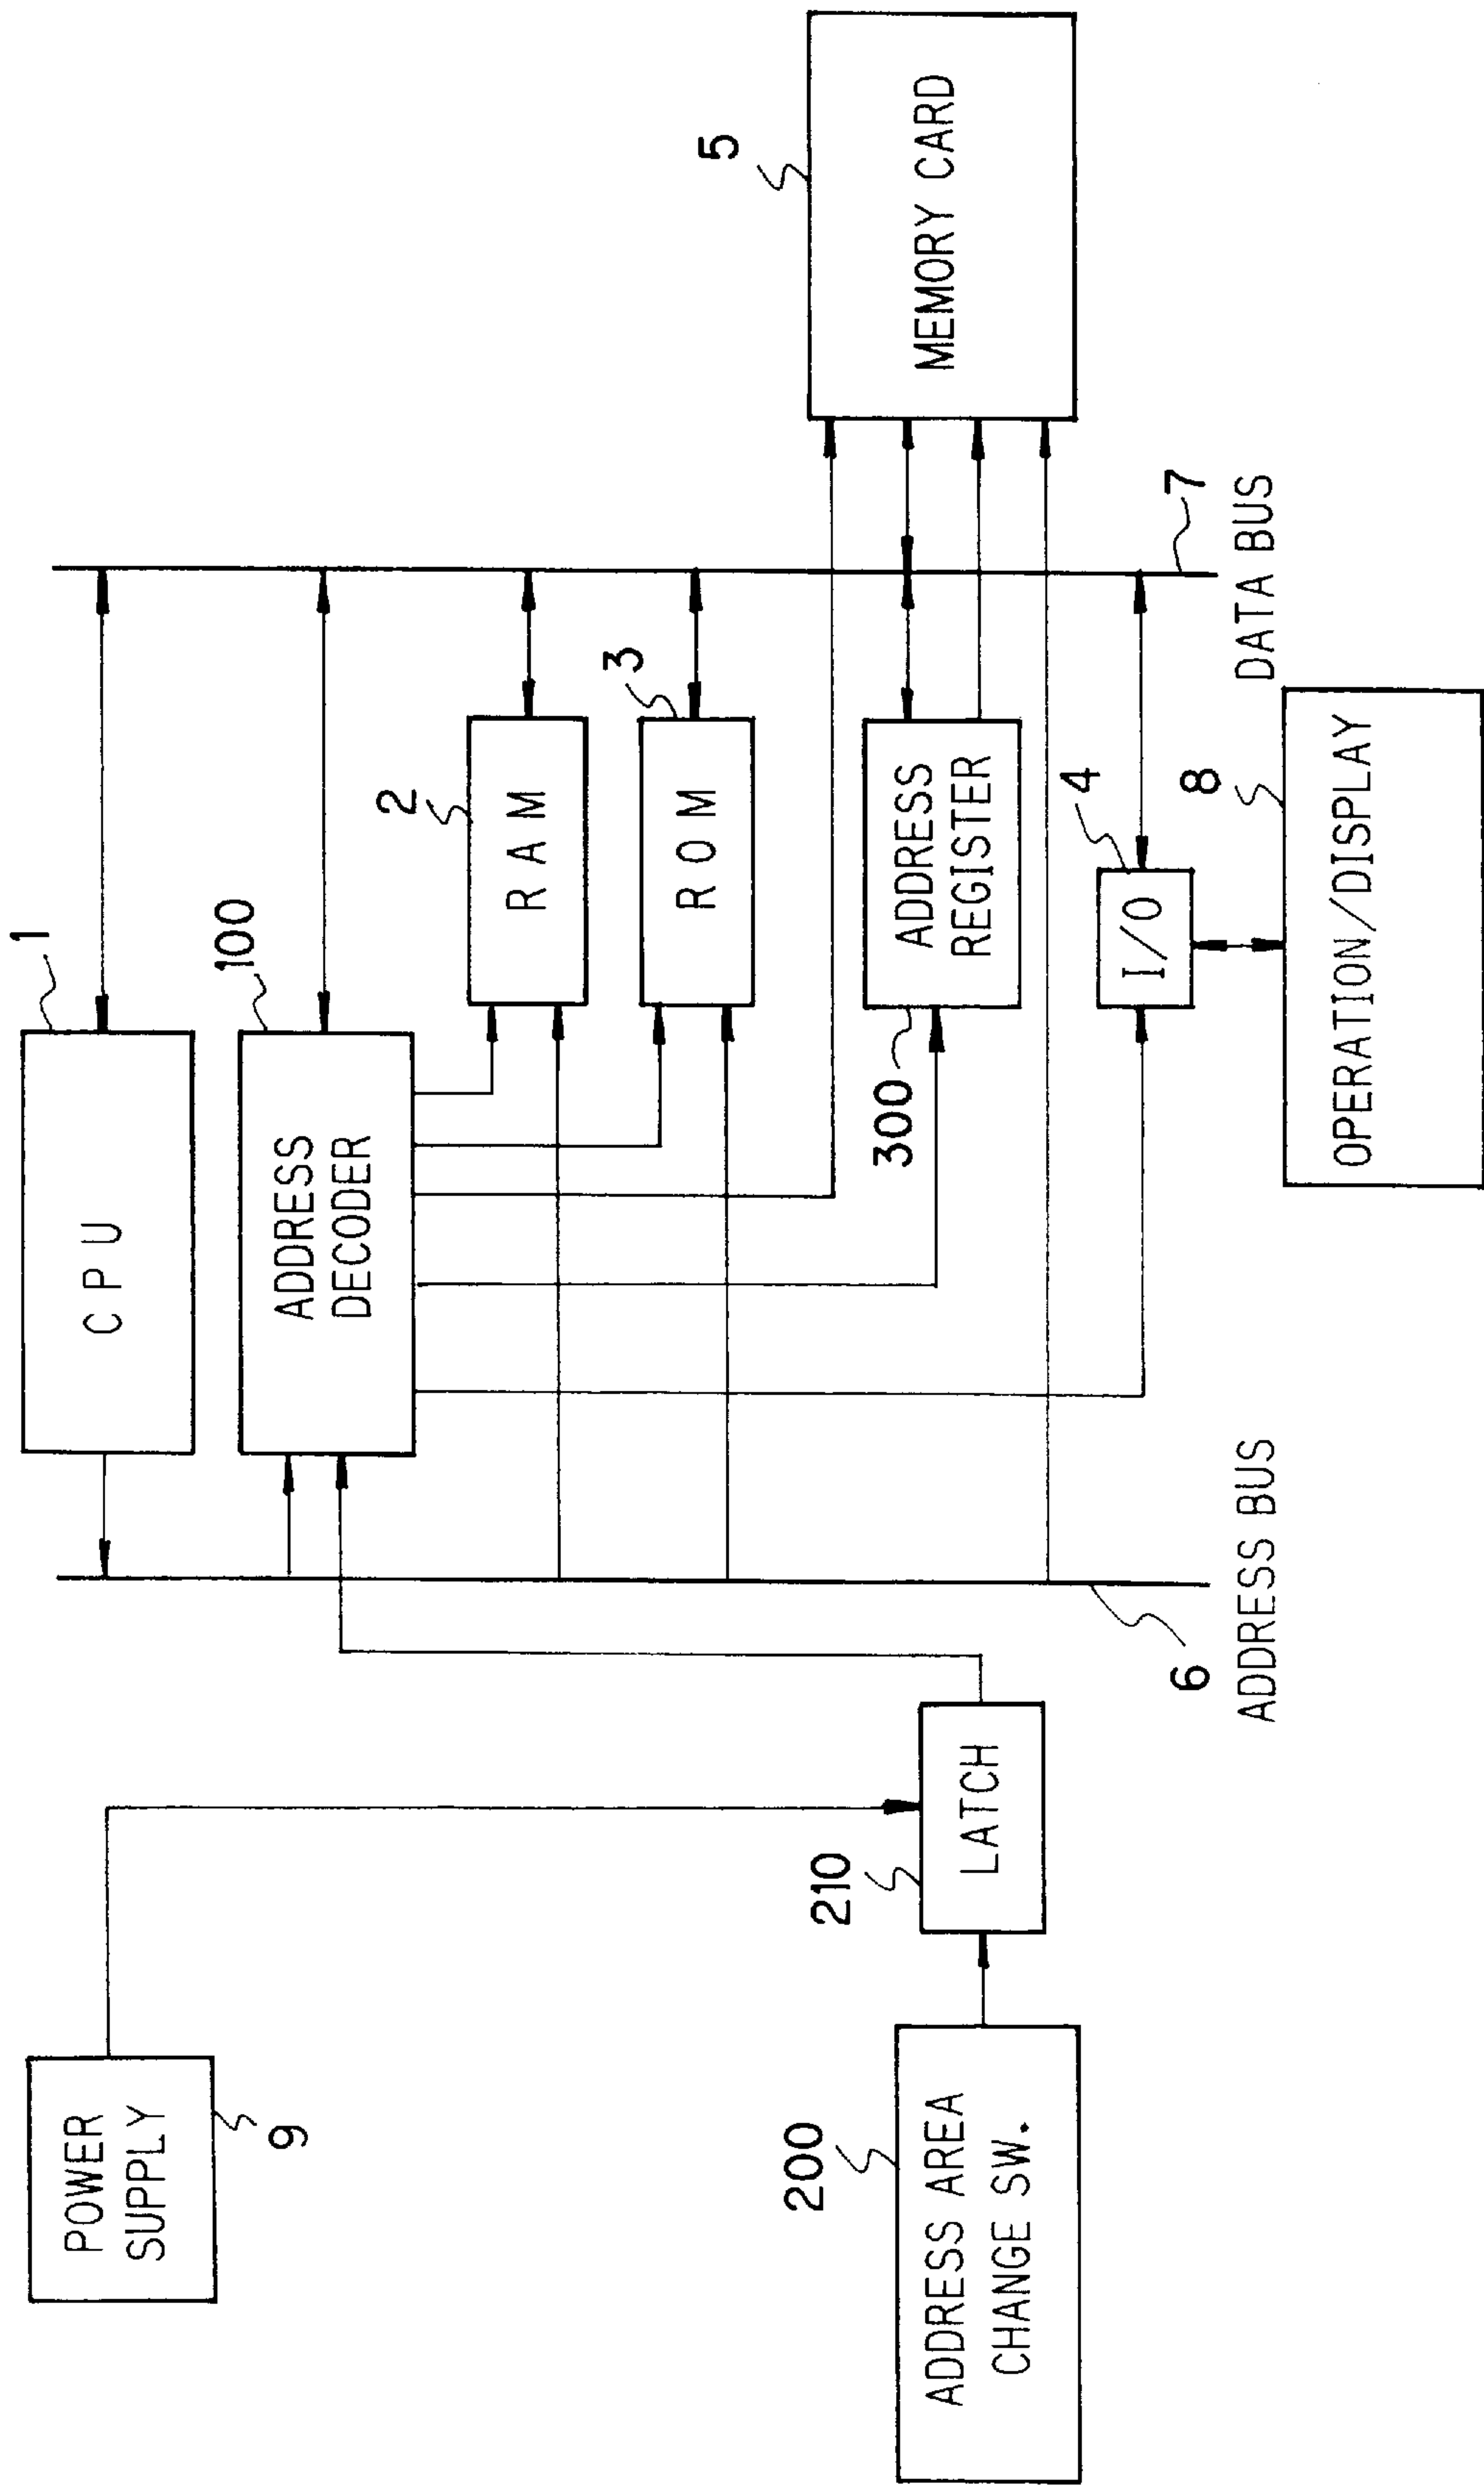 POWER
SUPPLY
9
ADDRESS AREA
CHANGE SW.
200
LATCH
210
C P U
1
ADDRESS
DECODER
100
R A M
2
R O M
3
ADDRESS
REGISTER
300
I/O
4
OPERATION/DISPLAY
8
MEMORY CARD
5
6
ADDRESS BUS
7
DATA BUS